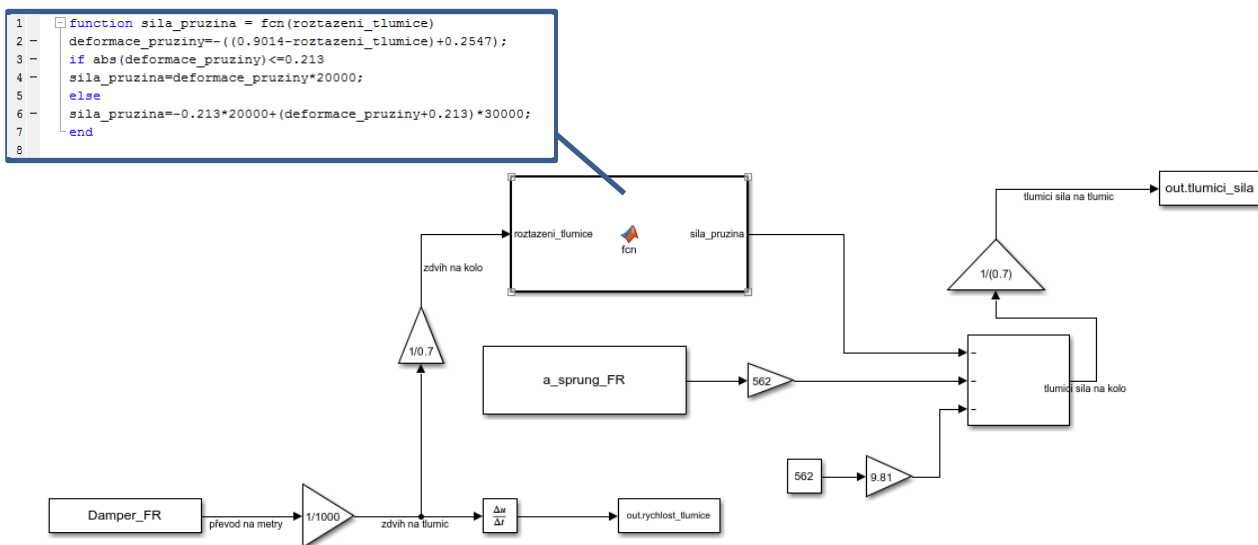 1 function sila_pruzina = fcn(roztazeni_tlumice)
2 - deformace_pruziny=-((0.9014-roztazeni_tlumice)+0.2547);
3 - if abs(deformace_pruziny)<=0.213
4 - sila_pruzina=deformace_pruziny*20000;
5 else
6 - sila_pruzina=-0.213*20000+(deformace_pruziny+0.213)*30000;
7 - end
8
out.tlumici_sila
tlumici sila na tlumic
roztazeni_tlumice
sila_pruzina
fcn
zdvih na kolo
1/(0.7)
1/0.7
a_sprung_FR
562
-
-
-
tlumici sila na kolo
562
9.81
Damper_FR
převod na metry
1/1000
zdvih na tlumic
Δu
Δt
out.rychlost_tlumice